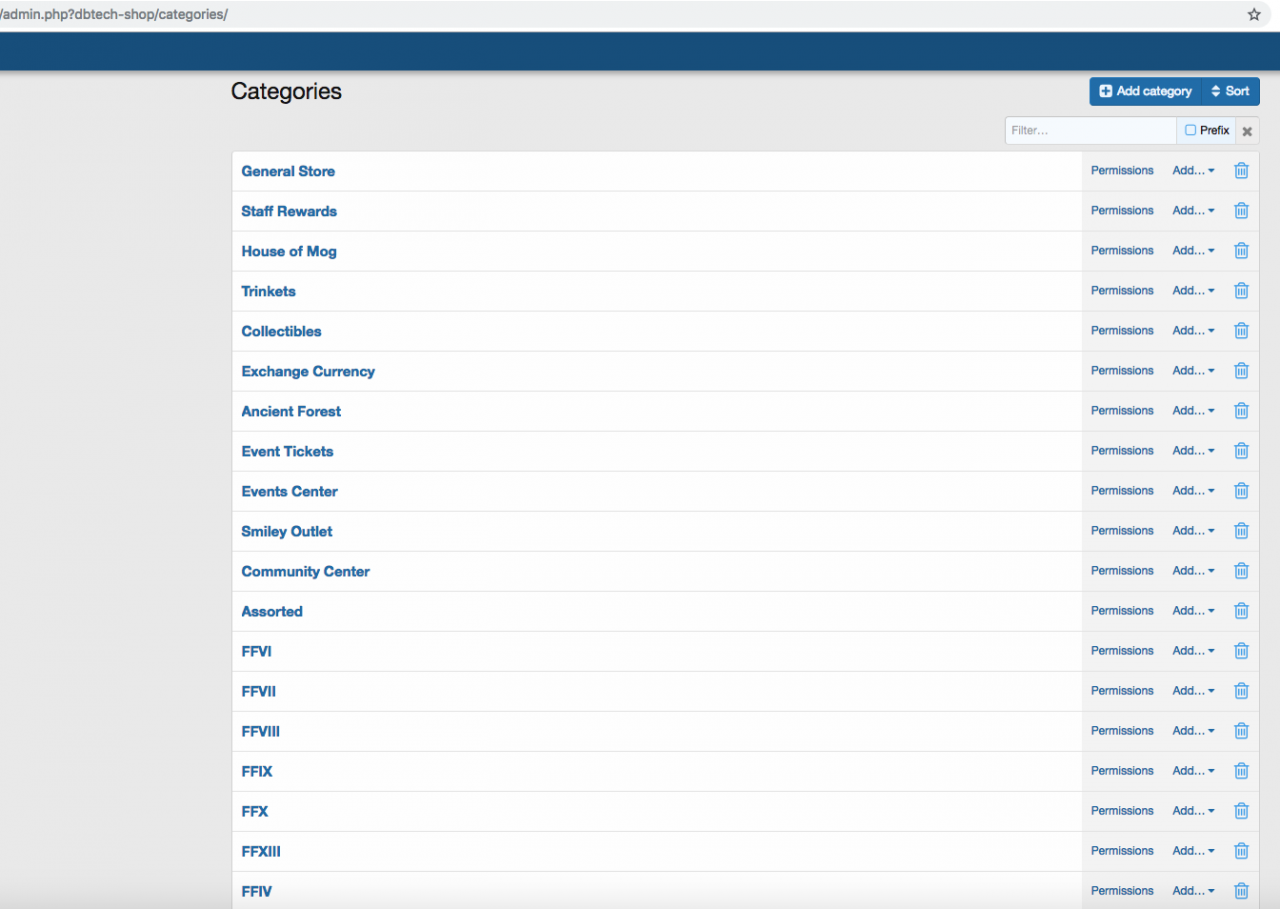 /admin.php?dbtech-shop/categories/
Categories
Add category Sort
Filter... Prefix
General Store Permissions Add...
Staff Rewards Permissions Add...
House of Mog Permissions Add...
Trinkets Permissions Add...
Collectibles Permissions Add...
Exchange Currency Permissions Add...
Ancient Forest Permissions Add...
Event Tickets Permissions Add...
Events Center Permissions Add...
Smiley Outlet Permissions Add...
Community Center Permissions Add...
Assorted Permissions Add...
FFVI Permissions Add...
FFVII Permissions Add...
FFVIII Permissions Add...
FFIX Permissions Add...
FFX Permissions Add...
FFXIII Permissions Add...
FFIV Permissions Add...